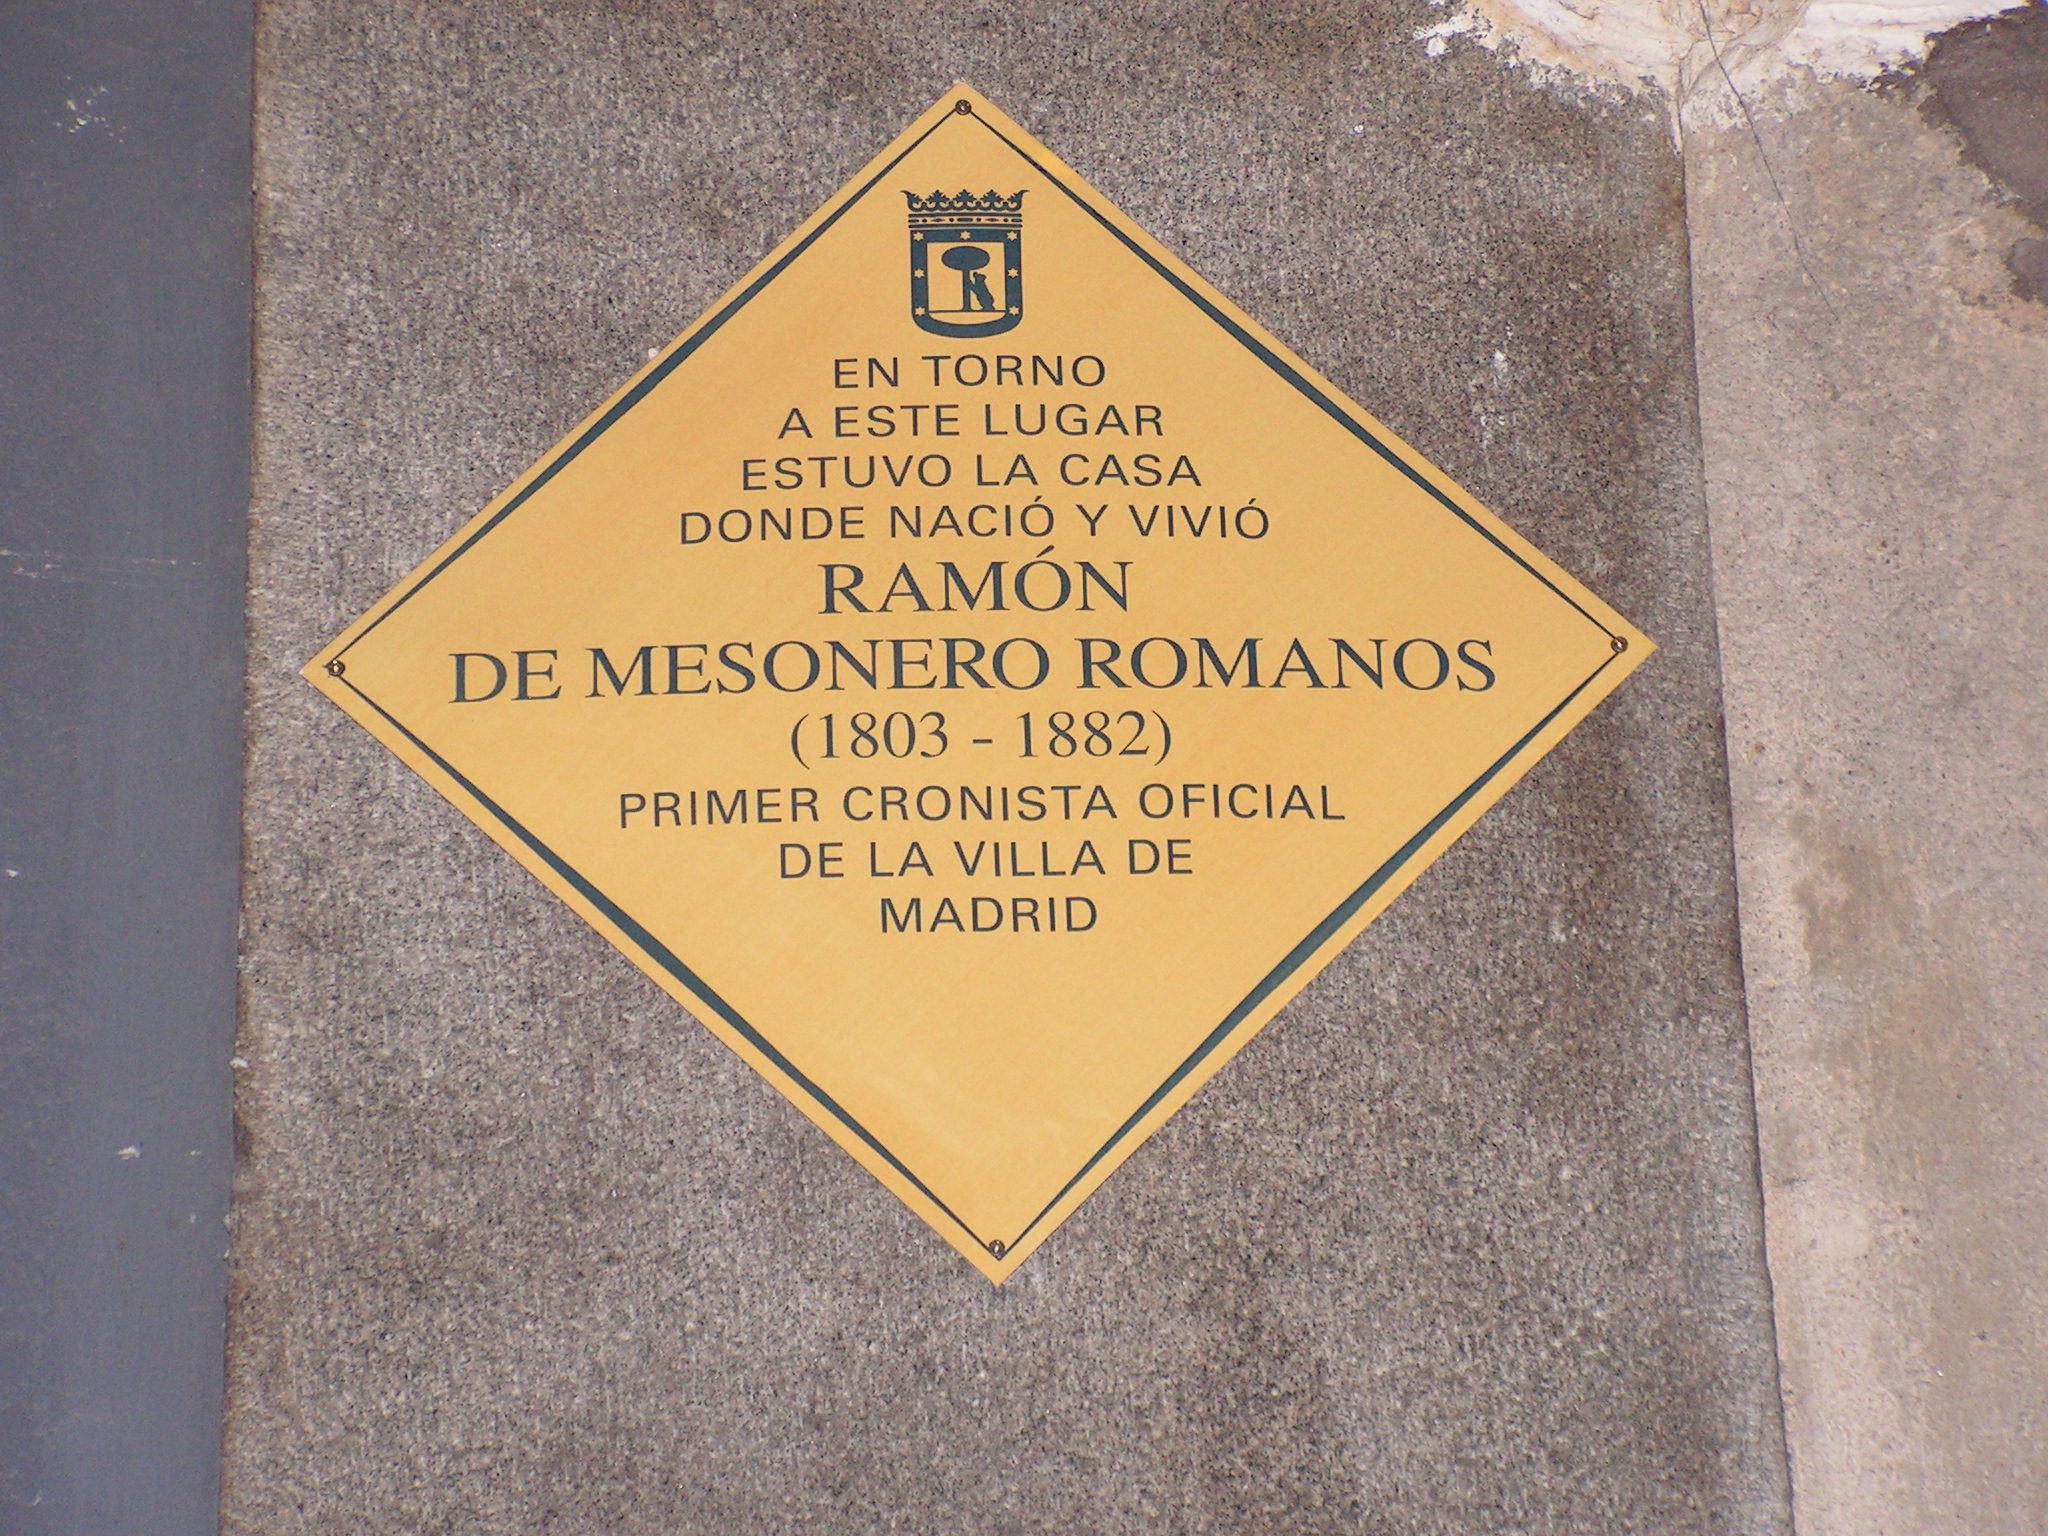 EN TORNO
A ESTE LUGAR
ESTUVO LA CASA
DONDE NACIÓ Y VIVIÓ
RAMÓN
DE MESONERO ROMANOS
(1803 - 1882)
PRIMER CRONISTA OFICIAL
DE LA VILLA DE
MADRID